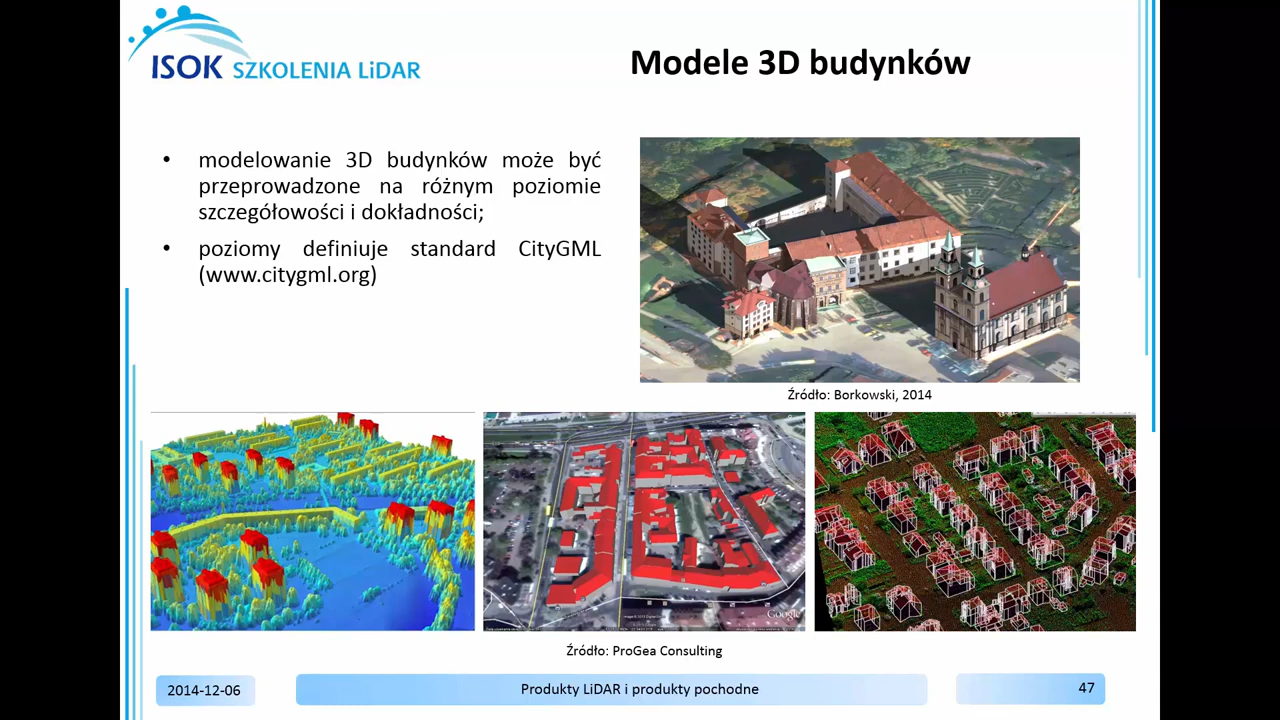 ISOK SZKOLENIA LiDAR
Modele 3D budynków
• modelowanie 3D budynków może być
przeprowadzone na różnym poziomie
szczegółowości i dokładności;
• poziomy definiuje standard CityGML
(www.citygml.org)
Źródło: Borkowski, 2014
Google
Źródło: ProGea Consulting
2014-12-06
Produkty LiDAR i produkty pochodne
47